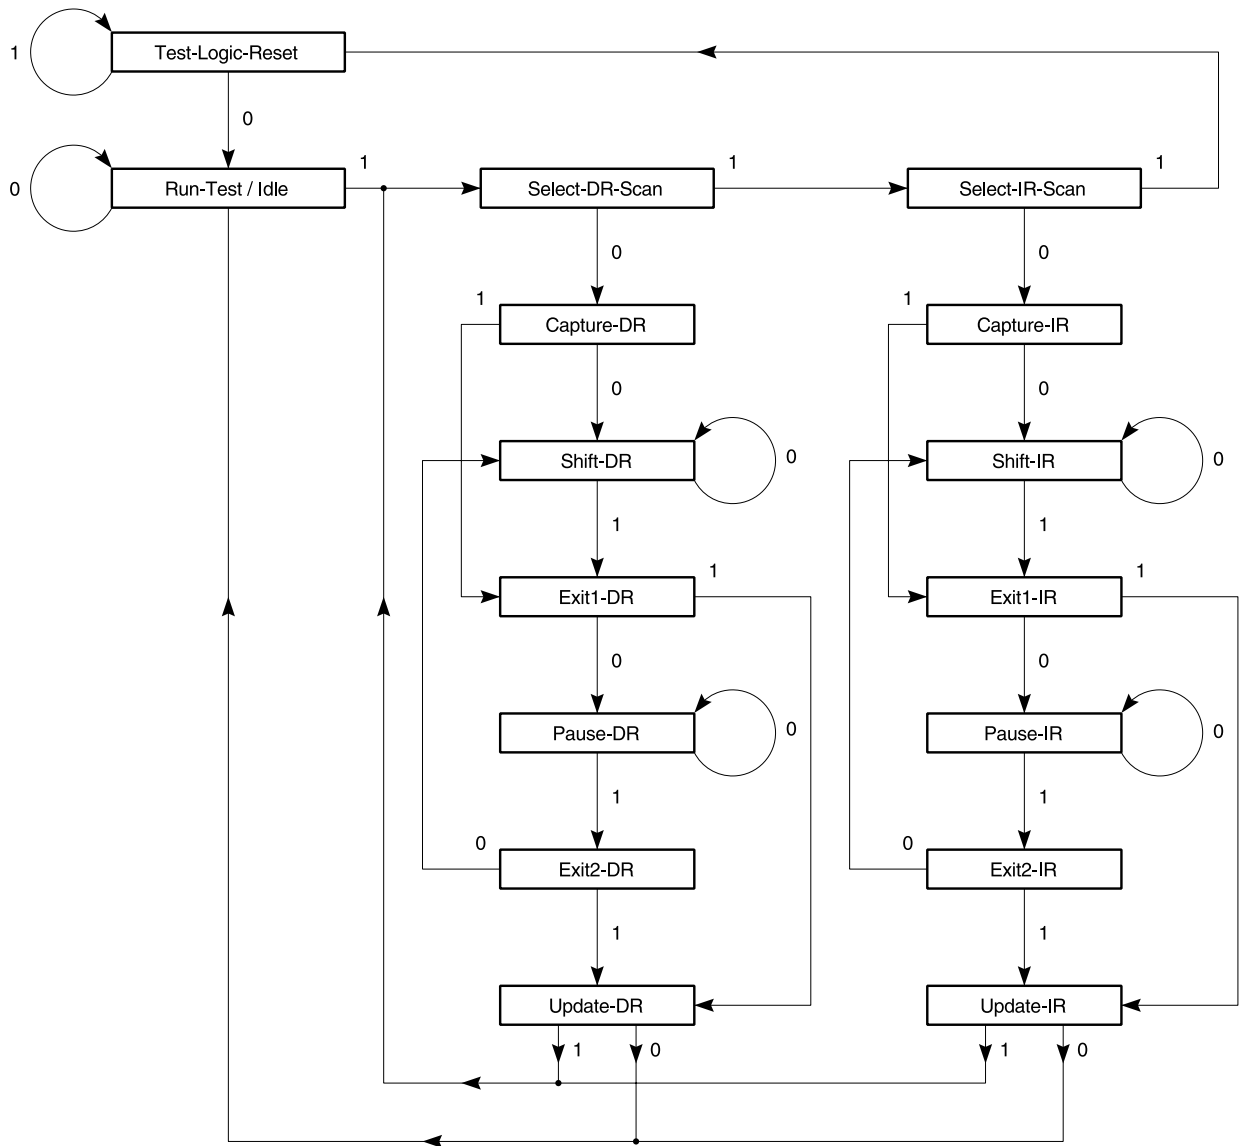 1
Test-Logic-Reset
0
0
Run-Test / Idle
1
Select-DR-Scan
1
Select-IR-Scan
1
0
0
1
Capture-DR
1
Capture-IR
0
0
Shift-DR
0
Shift-IR
0
1
1
Exit1-DR
1
Exit1-IR
1
0
0
Pause-DR
0
Pause-IR
0
1
1
0
Exit2-DR
0
Exit2-IR
1
1
Update-DR
Update-IR
1
0
1
0